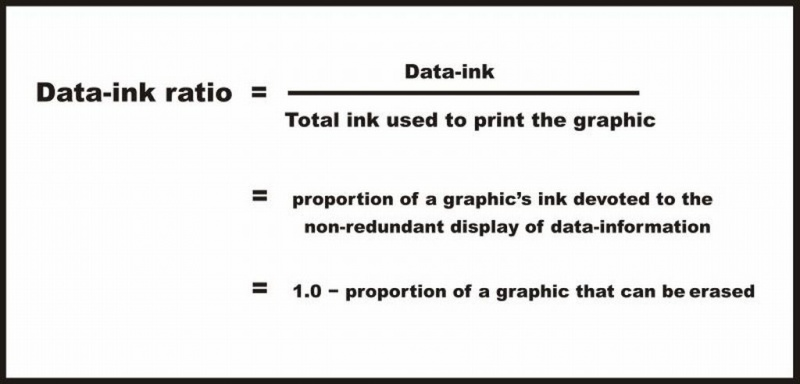 Data-ink
Data-ink ratio =
Total ink used to print the graphic
= proportion of a graphic’s ink devoted to the
non-redundant display of data-information
= 1.0 – proportion of a graphic that can be erased